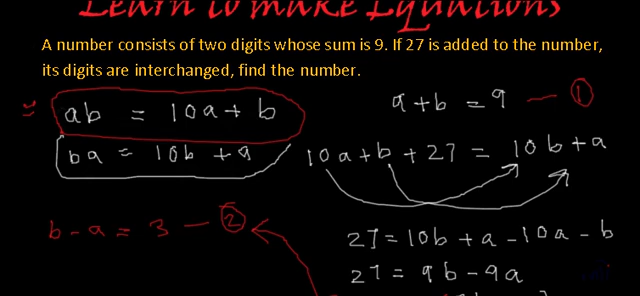 Learn to make Equations
A number consists of two digits whose sum is 9. If 27 is added to the number,
its digits are interchanged, find the number.
ab = 10a + b
ba = 10b + a
a + b = 9 — 1
10a + b + 27 = 10b + a
b - a = 3 — 2
27 = 10b + a - 10a - b
27 = 9b - 9a